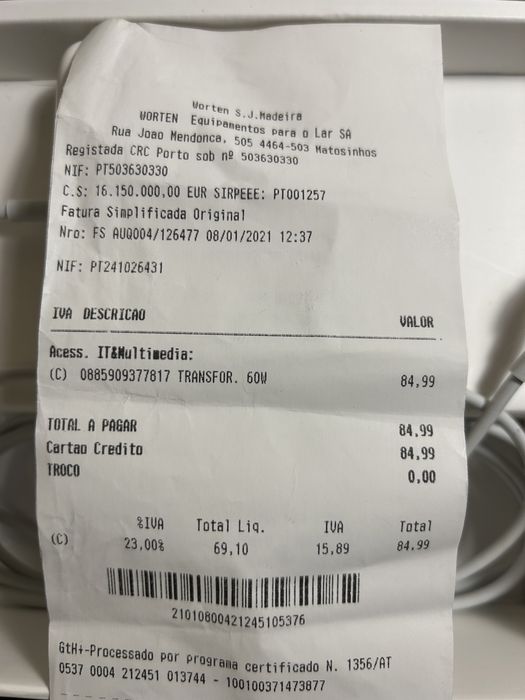 Worten S.J.Madeira
WORTEN Equipamentos para o Lar SA
Rua Joao Mendonca, 505 4464-503 Matosinhos
Registada CRC Porto sob nº 503630330
NIF: PT503630330
C.S: 16.150.000,00 EUR SIRPEEE: PT001257
Fatura Simplificada Original
Nro: FS AUQ004/126477 08/01/2021 12:37
NIF: PT241026431
IVA DESCRICAO VALOR
Acess. IT&Multimedia:
(C) 0885909377817 TRANSFOR. 60W 84,99
TOTAL A PAGAR 84,99
Cartao Credito 84,99
TROCO 0,00
%IVA Total Liq. IVA Total
(C) 23,00% 69,10 15,89 84,99
21010800421245105376
GtH+-Processado por programa certificado N. 1356/AT
0537 0004 212451 013744 - 100100371473877